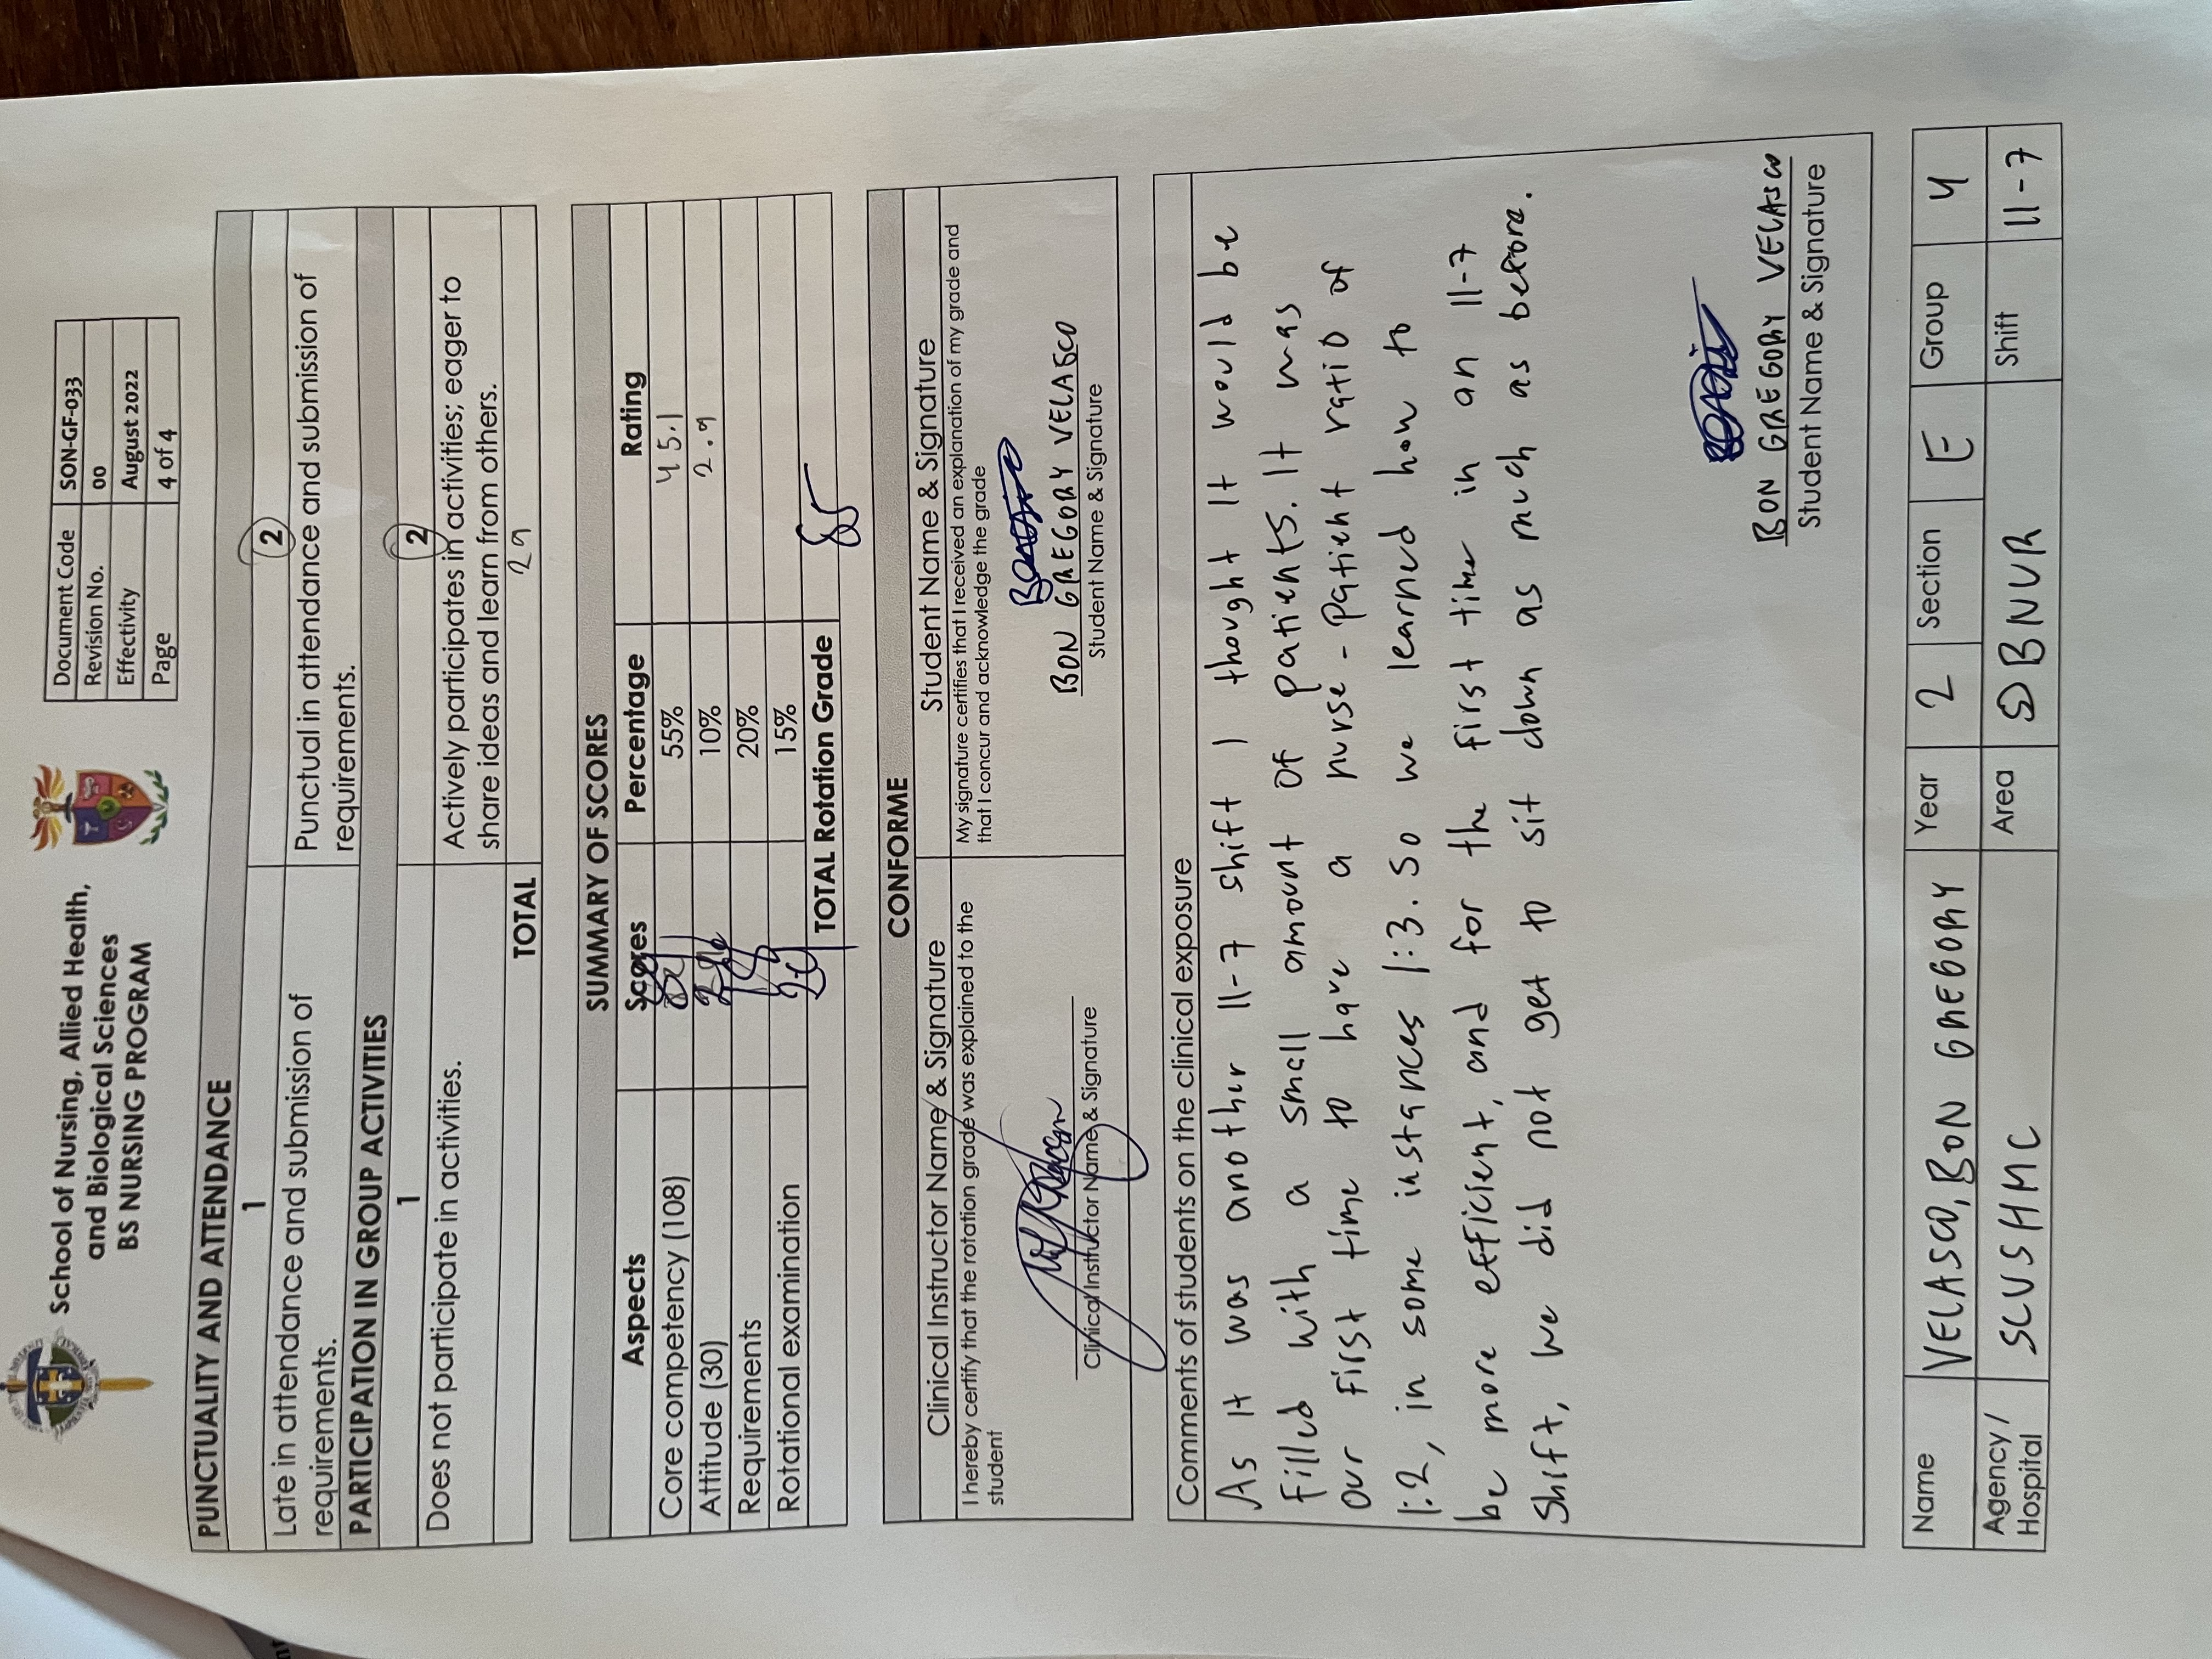 School of Nursing, Allied Health,
and Biological Sciences
BS NURSING PROGRAM
Document Code SON-GF-033
Revision No. 00
Effectivity August 2022
Page 4 of 4
PUNCTUALITY AND ATTENDANCE
1 2
Late in attendance and submission of
requirements.
Punctual in attendance and submission of
requirements.
PARTICIPATION IN GROUP ACTIVITIES
1 2
Does not participate in activities.
Actively participates in activities; eager to
share ideas and learn from others.
TOTAL 29
SUMMARY OF SCORES
Aspects Scores Percentage Rating
Core competency (108) 55% 45.1
Attitude (30) 10% 2.9
Requirements 18 20%
Rotational examination 20 15%
TOTAL Rotation Grade 85
CONFORME
Clinical Instructor Name & Signature
I hereby certify that the rotation grade was explained to the
student
Clinical Instructor Name & Signature
Student Name & Signature
My signature certifies that I received an explanation of my grade and
that I concur and acknowledge the grade
BON GREGORY VELASCO
Student Name & Signature
Comments of students on the clinical exposure
As it was another 11-7 shift I thought it would be
filled with a small amount of patients. It was
our first time to have a nurse-patient ratio of
1:2, in some instances 1:3. So we learned how to
be more efficient, and for the first time in an 11-7
shift, we did not get to sit down as much as before.
BON GREGORY VELASCO
Student Name & Signature
Name VELASCO, BON GREGORY Year 2 Section E Group 4
Agency / Hospital SCUSHMC Area BNUR Shift 11-7